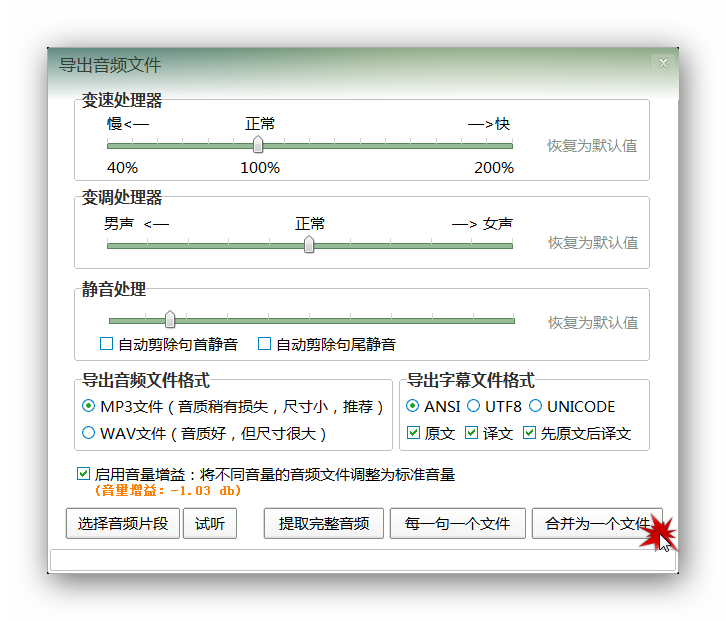 导出音频文件
变速处理器
慢<— 正常 —>快
恢复为默认值
40% 100% 200%
变调处理器
男声 <— 正常 —> 女声
恢复为默认值
静音处理
恢复为默认值
自动剪除句首静音 自动剪除句尾静音
导出音频文件格式
MP3文件（音质稍有损失，尺寸小，推荐）
WAV文件（音质好，但尺寸很大）
导出字幕文件格式
ANSI UTF8 UNICODE
原文 译文 先原文后译文
启用音量增益：将不同音量的音频文件调整为标准音量
(音量增益：-1.03 db)
选择音频片段 试听 提取完整音频 每一句一个文件 合并为一个文件